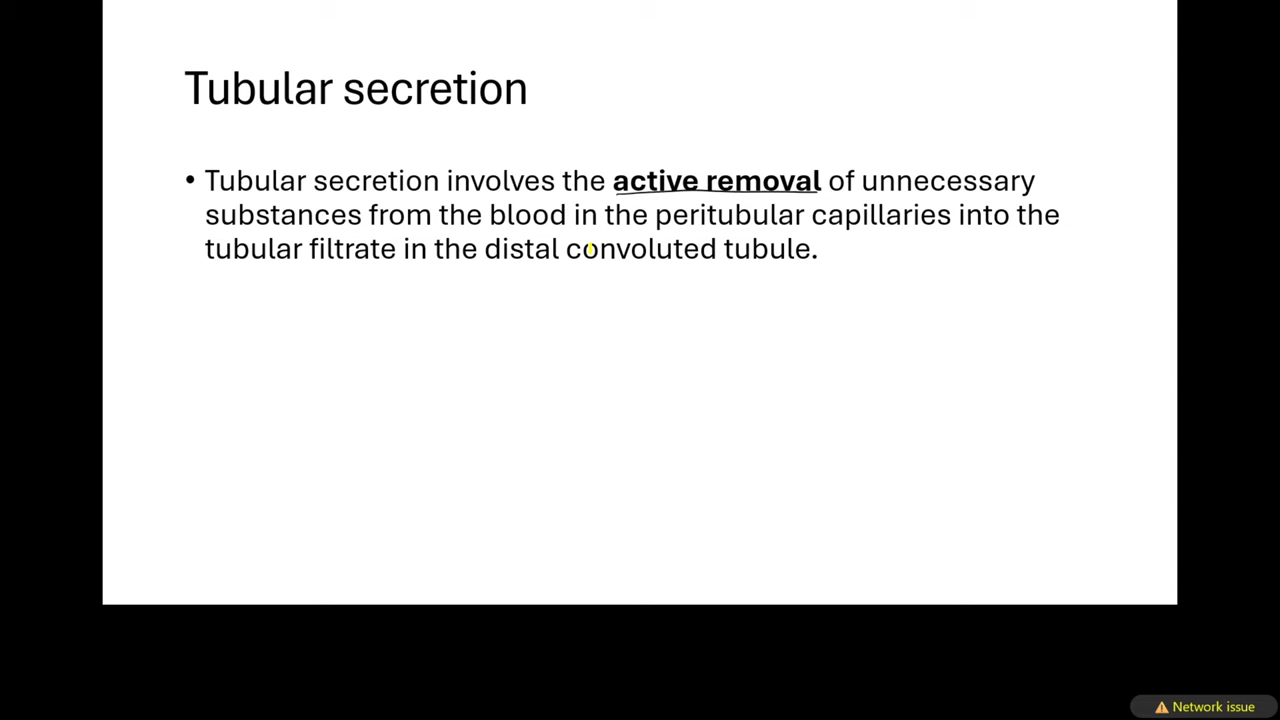 Tubular secretion
• Tubular secretion involves the active removal of unnecessary
substances from the blood in the peritubular capillaries into the
tubular filtrate in the distal convoluted tubule.
Network issue